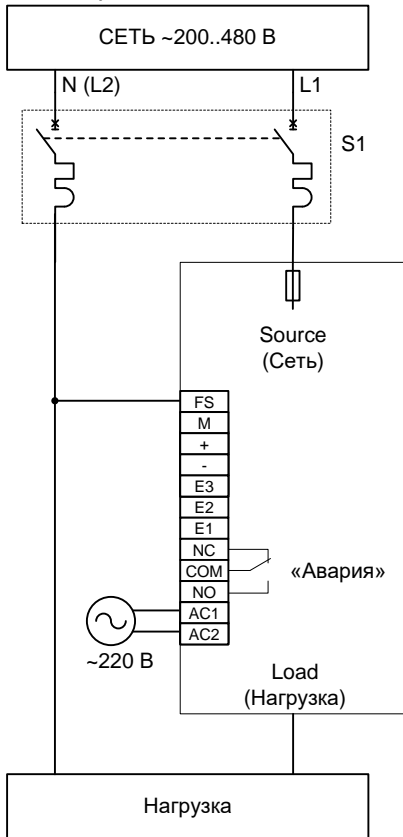 СЕТЬ ~200..480 В
N (L2)
L1
S1
Source
(Сеть)
FS
M
+
-
E3
E2
E1
NC
COM
«Авария»
NO
AC1
AC2
~220 В
Load
(Нагрузка)
Нагрузка